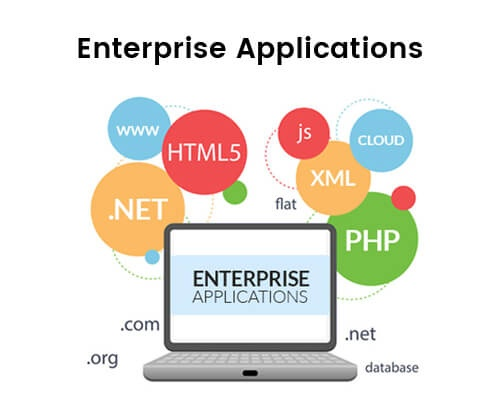 Enterprise Applications
www
HTML5
.NET
js
CLOUD
XML
flat
PHP
ENTERPRISE
APPLICATIONS
.com
.net
.org
database